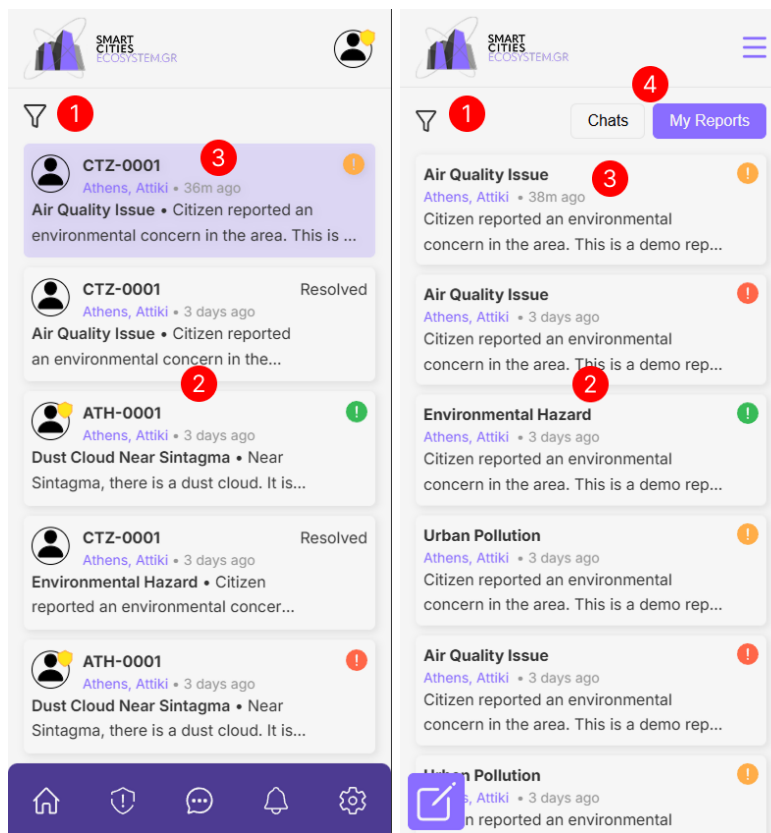 SMART
CITIES
ECOSYSTEM.GR
1
3
CTZ-0001
Athens, Attiki • 36m ago
Air Quality Issue • Citizen reported an
environmental concern in the area. This is ...
CTZ-0001
Resolved
Athens, Attiki • 3 days ago
Air Quality Issue • Citizen reported
an environmental concern in the...
2
ATH-0001
Athens, Attiki • 3 days ago
Dust Cloud Near Sintagma • Near
Sintagma, there is a dust cloud. It is...
CTZ-0001
Resolved
Athens, Attiki • 3 days ago
Environmental Hazard • Citizen
reported an environmental concer...
ATH-0001
Athens, Attiki • 3 days ago
Dust Cloud Near Sintagma • Near
Sintagma, there is a dust cloud. It is...
SMART
CITIES
ECOSYSTEM.GR
4
1
Chats
My Reports
Air Quality Issue
3
Athens, Attiki • 38m ago
Citizen reported an environmental
concern in the area. This is a demo rep...
Air Quality Issue
Athens, Attiki • 3 days ago
Citizen reported an environmental
concern in the area. This is a demo rep...
2
Environmental Hazard
Athens, Attiki • 3 days ago
Citizen reported an environmental
concern in the area. This is a demo rep...
Urban Pollution
Athens, Attiki • 3 days ago
Citizen reported an environmental
concern in the area. This is a demo rep...
Air Quality Issue
Athens, Attiki • 3 days ago
Citizen reported an environmental
concern in the area. This is a demo rep...
Pollution
Attiki • 3 days ago
reported an environmental